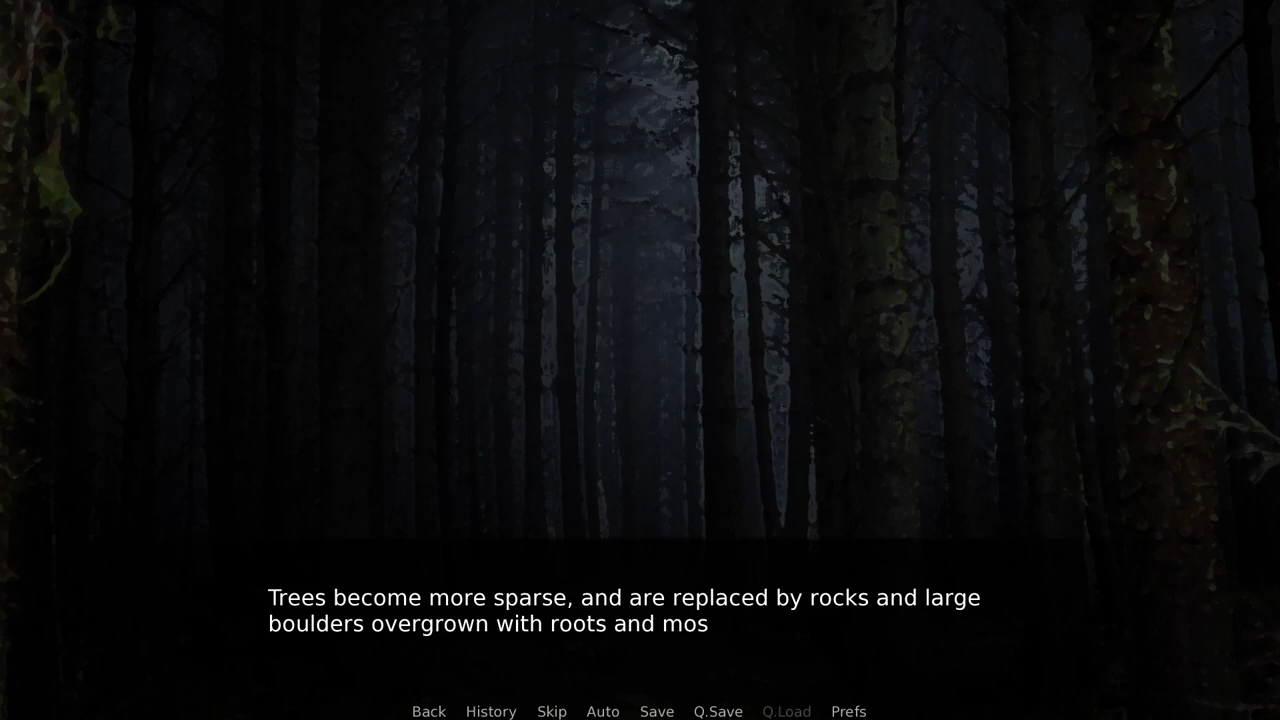 Trees become more sparse, and are replaced by rocks and large
boulders overgrown with roots and mos
Back History Skip Auto Save Q.Save Q.Load Prefs